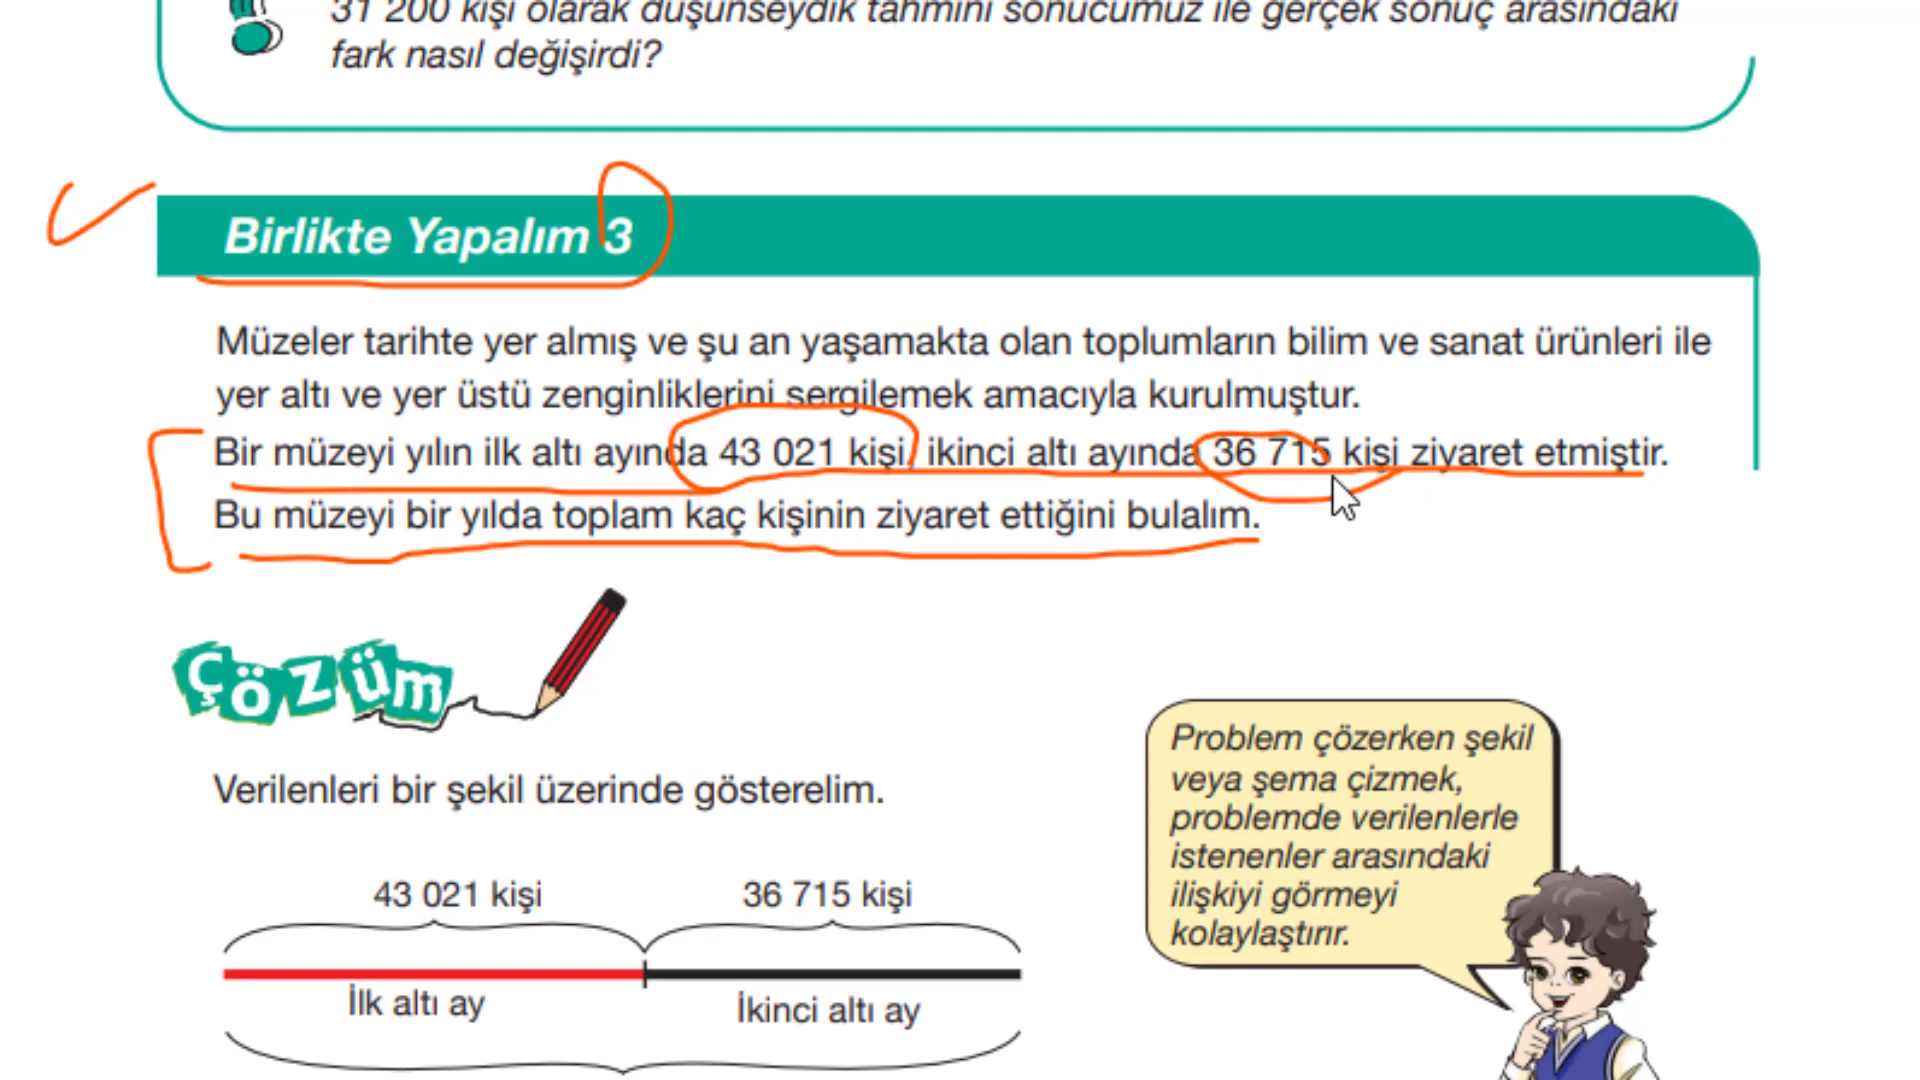 31 200 kişi olarak düşünseydik tahmini sonucumuz ile gerçek sonuç arasındaki
fark nasıl değişirdi?
Birlikte Yapalım 3
Müzeler tarihte yer almış ve şu an yaşamakta olan toplumların bilim ve sanat ürünleri ile
yer altı ve yer üstü zenginliklerini sergilemek amacıyla kurulmuştur.
Bir müzeyi yılın ilk altı ayında 43 021 kişi, ikinci altı ayında 36 715 kişi ziyaret etmiştir.
Bu müzeyi bir yılda toplam kaç kişinin ziyaret ettiğini bulalım.
Çözüm
Verilenleri bir şekil üzerinde gösterelim.
Problem çözerken şekil
veya şema çizmek,
problemde verilenlerle
istenenler arasındaki
ilişkiyi görmeyi
kolaylaştırır.
43 021 kişi 36 715 kişi
İlk altı ay İkinci altı ay